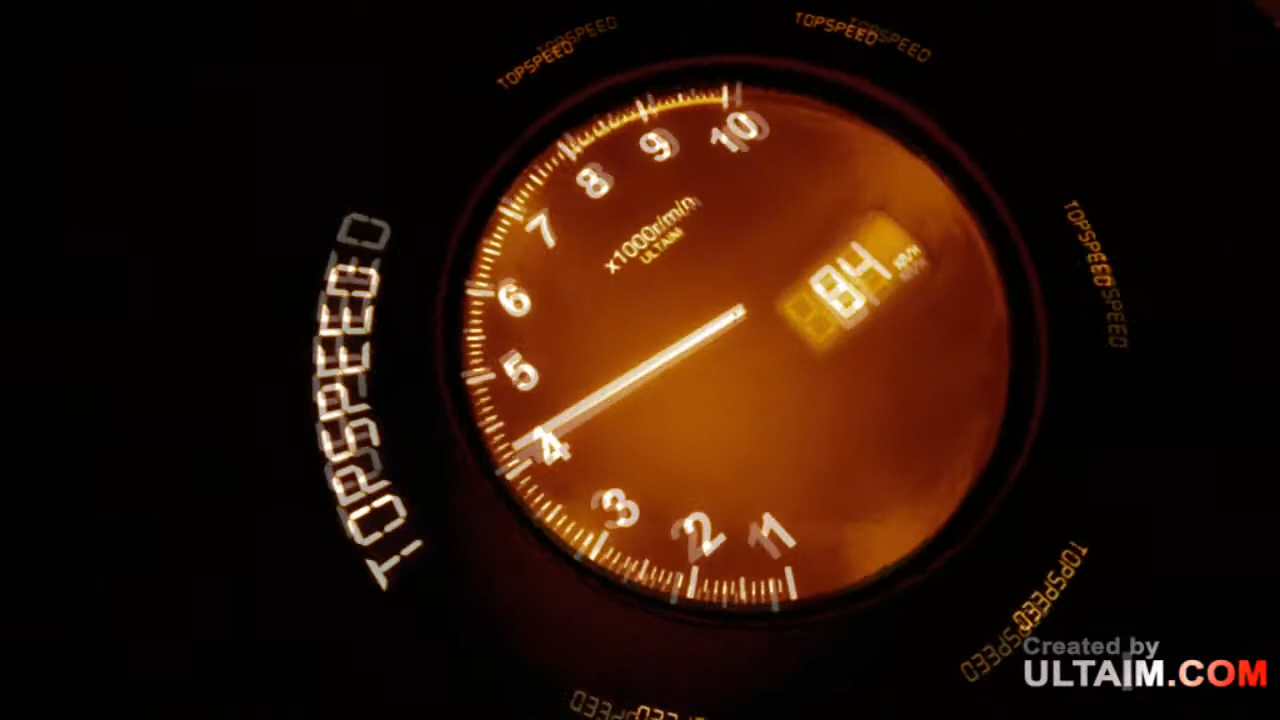 TOPSPEED
TOPSPEED
TOPSPEED
10
9
8
7
6
5
4
3
2
1
x1000r/min
ULTAIM
84
TOPSPEED
TOPSPEED
TOPSPEED
Created by
ULTAIM.COM